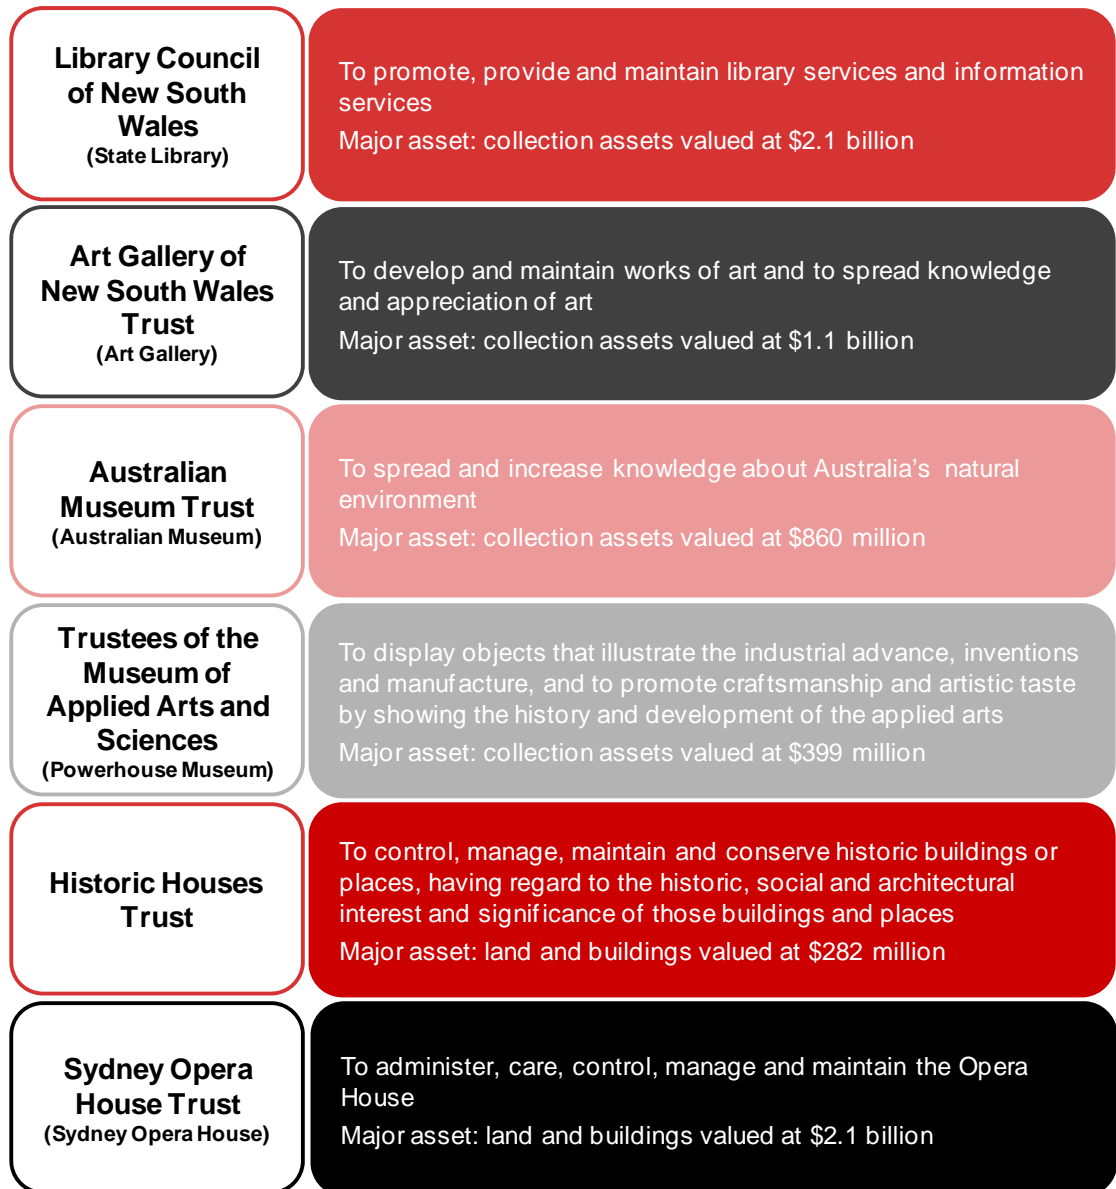 Library Council
of New South
Wales
(State Library)
To promote, provide and maintain library services and information
services
Major asset: collection assets valued at $2.1 billion
Art Gallery of
New South Wales
Trust
(Art Gallery)
To develop and maintain works of art and to spread knowledge
and appreciation of art
Major asset: collection assets valued at $1.1 billion
Australian
Museum Trust
(Australian Museum)
To spread and increase knowledge about Australia's natural
environment
Major asset: collection assets valued at $860 million
Trustees of the
Museum of
Applied Arts and
Sciences
(Powerhouse Museum)
To display objects that illustrate the industrial advance, inventions
and manufacture, and to promote craftsmanship and artistic taste
by showing the history and development of the applied arts
Major asset: collection assets valued at $399 million
Historic Houses
Trust
To control, manage, maintain and conserve historic buildings or
places, having regard to the historic, social and architectural
interest and significance of those buildings and places
Major asset: land and buildings valued at $282 million
Sydney Opera
House Trust
(Sydney Opera House)
To administer, care, control, manage and maintain the Opera
House
Major asset: land and buildings valued at $2.1 billion